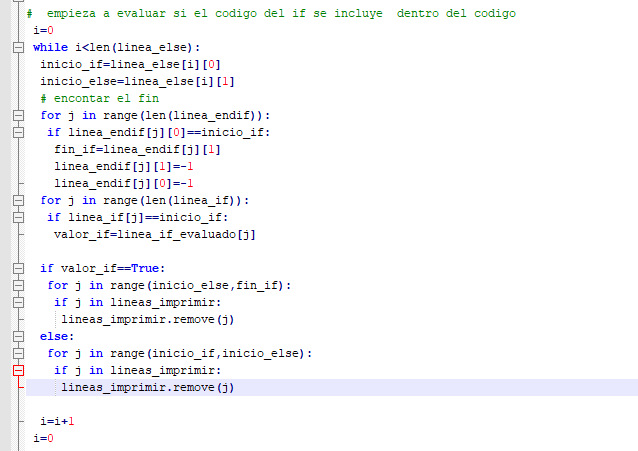 #  empieza a evaluar si el codigo del if se incluye  dentro del codigo
i=0
while i<len(linea_else):
inicio_if=linea_else[i][0]
inicio_else=linea_else[i][1]
# encontar el fin
for j in range(len(linea_endif)):
if linea_endif[j][0]==inicio_if:
fin_if=linea_endif[j][1]
linea_endif[j][1]=-1
linea_endif[j][0]=-1
for j in range(len(linea_if)):
if linea_if[j]==inicio_if:
valor_if=linea_if_evaluado[j]
if valor_if==True:
for j in range(inicio_else,fin_if):
if j in lineas_imprimir:
lineas_imprimir.remove(j)
else:
for j in range(inicio_if,inicio_else):
if j in lineas_imprimir:
lineas_imprimir.remove(j)
i=i+1
i=0